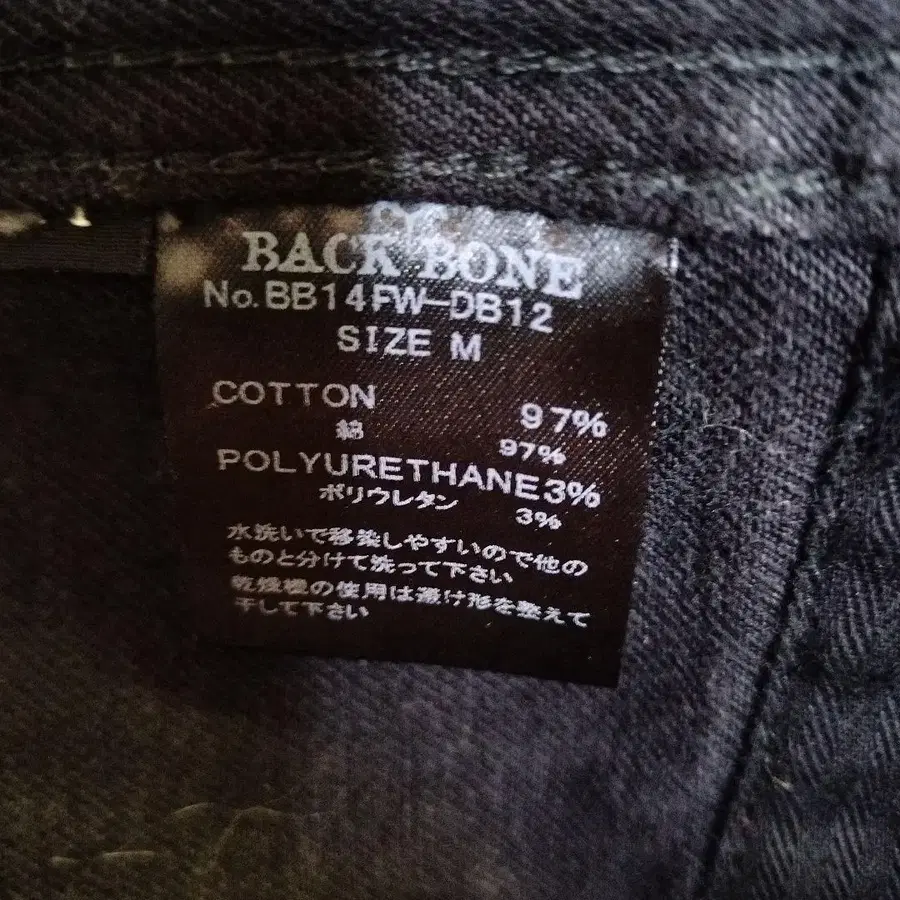 BACK BONE
No.BB14FW-DB12
SIZE M
COTTON 97%
綿 97%
POLYURETHANE 3%
ポリウレタン 3%
水洗いで移染しやすいので他の
ものと分けて洗って下さい
乾燥機の使用は避け形を整えて
干して下さい